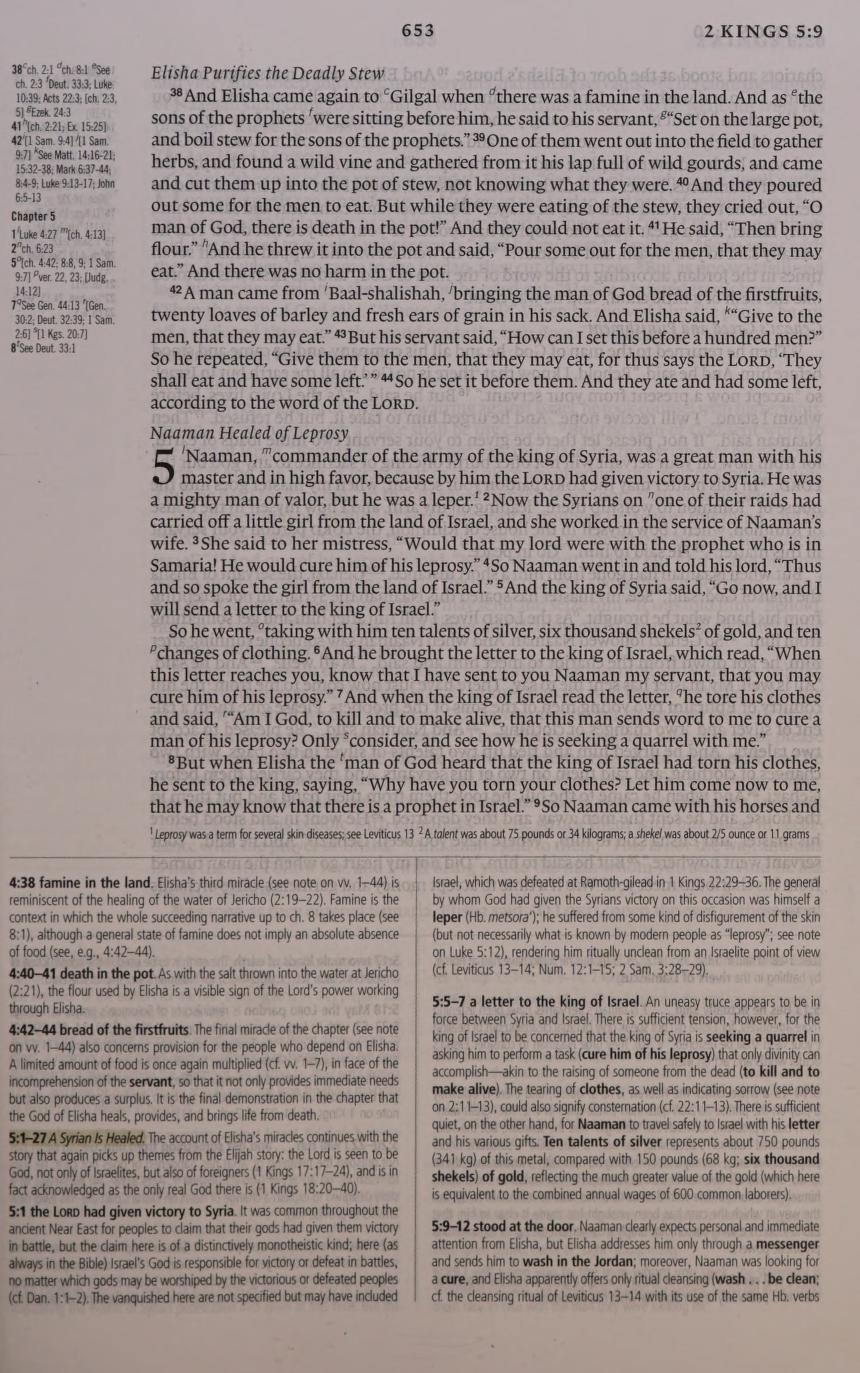 653
2 KINGS 5:9
38 c ch. 2:1 d ch. 8:1 e See
ch. 2:3 f Deut. 33:3; Luke
10:39; Acts 22:3; [ch. 2:3,
5] g Ezek. 24:3
41 h [ch. 2:21; Ex. 15:25]
42 i [1 Sam. 9:4] j [1 Sam.
9:7] k See Matt. 14:16-21;
15:32-38; Mark 6:37-44;
8:4-9; Luke 9:13-17; John
6:5-13
Chapter 5
1 l Luke 4:27 m [ch. 4:13]
2 n ch. 6:23
5 o [ch. 4:42; 8:8, 9; 1 Sam.
9:7] p ver. 22, 23; [Judg.
14:12]
7 q See Gen. 44:13 r [Gen.
30:2; Deut. 32:39; 1 Sam.
2:6] s [1 Kgs. 20:7]
8 t See Deut. 33:1
Elisha Purifies the Deadly Stew
38 And Elisha came again to c Gilgal when d there was a famine in the land. And as e the
sons of the prophets f were sitting before him, he said to his servant, g “Set on the large pot,
and boil stew for the sons of the prophets.” 39 One of them went out into the field to gather
herbs, and found a wild vine and gathered from it his lap full of wild gourds, and came
and cut them up into the pot of stew, not knowing what they were. 40 And they poured
out some for the men to eat. But while they were eating of the stew, they cried out, “O
man of God, there is death in the pot!” And they could not eat it. 41 He said, “Then bring
flour.” h And he threw it into the pot and said, “Pour some out for the men, that they may
eat.” And there was no harm in the pot.
42 A man came from i Baal-shalishah, j bringing the man of God bread of the firstfruits,
twenty loaves of barley and fresh ears of grain in his sack. And Elisha said, k “Give to the
men, that they may eat.” 43 But his servant said, “How can I set this before a hundred men?”
So he repeated, “Give them to the men, that they may eat, for thus says the LORD, ‘They
shall eat and have some left.’ ” 44 So he set it before them. And they ate and had some left,
according to the word of the LORD.
Naaman Healed of Leprosy
5 l Naaman, m commander of the army of the king of Syria, was a great man with his
master and in high favor, because by him the LORD had given victory to Syria. He was
a mighty man of valor, but he was a leper. 1 2 Now the Syrians on n one of their raids had
carried off a little girl from the land of Israel, and she worked in the service of Naaman’s
wife. 3 She said to her mistress, “Would that my lord were with the prophet who is in
Samaria! He would cure him of his leprosy.” 4 So Naaman went in and told his lord, “Thus
and so spoke the girl from the land of Israel.” 5 And the king of Syria said, “Go now, and I
will send a letter to the king of Israel.”
So he went, o taking with him ten talents of silver, six thousand shekels 2 of gold, and ten
p changes of clothing. 6 And he brought the letter to the king of Israel, which read, “When
this letter reaches you, know that I have sent to you Naaman my servant, that you may
cure him of his leprosy.” 7 And when the king of Israel read the letter, q he tore his clothes
and said, r “Am I God, to kill and to make alive, that this man sends word to me to cure a
man of his leprosy? Only s consider, and see how he is seeking a quarrel with me.”
8 But when Elisha the t man of God heard that the king of Israel had torn his clothes,
he sent to the king, saying, “Why have you torn your clothes? Let him come now to me,
that he may know that there is a prophet in Israel.” 9 So Naaman came with his horses and
1 Leprosy was a term for several skin diseases; see Leviticus 13 2 A talent was about 75 pounds or 34 kilograms; a shekel was about 2/5 ounce or 11 grams
4:38 famine in the land. Elisha’s third miracle (see note on vv. 1–44) is
reminiscent of the healing of the water of Jericho (2:19–22). Famine is the
context in which the whole succeeding narrative up to ch. 8 takes place (see
8:1), although a general state of famine does not imply an absolute absence
of food (see, e.g., 4:42–44).
4:40–41 death in the pot. As with the salt thrown into the water at Jericho
(2:21), the flour used by Elisha is a visible sign of the Lord’s power working
through Elisha.
4:42–44 bread of the firstfruits. The final miracle of the chapter (see note
on vv. 1–44) also concerns provision for the people who depend on Elisha.
A limited amount of food is once again multiplied (cf. vv. 1–7), in face of the
incomprehension of the servant, so that it not only provides immediate needs
but also produces a surplus. It is the final demonstration in the chapter that
the God of Elisha heals, provides, and brings life from death.
5:1–27 A Syrian Is Healed. The account of Elisha’s miracles continues with the
story that again picks up themes from the Elijah story: the Lord is seen to be
God, not only of Israelites, but also of foreigners (1 Kings 17:17–24), and is in
fact acknowledged as the only real God there is (1 Kings 18:20–40).
5:1 the LORD had given victory to Syria. It was common throughout the
ancient Near East for peoples to claim that their gods had given them victory
in battle, but the claim here is of a distinctively monotheistic kind; here (as
always in the Bible) Israel’s God is responsible for victory or defeat in battles,
no matter which gods may be worshiped by the victorious or defeated peoples
(cf. Dan. 1:1–2). The vanquished here are not specified but may have included
Israel, which was defeated at Ramoth-gilead in 1 Kings 22:29–36. The general
by whom God had given the Syrians victory on this occasion was himself a
leper (Hb. metsora‘); he suffered from some kind of disfigurement of the skin
(but not necessarily what is known by modern people as “leprosy”; see note
on Luke 5:12), rendering him ritually unclean from an Israelite point of view
(cf. Leviticus 13–14; Num. 12:1–15; 2 Sam. 3:28–29).
5:5–7 a letter to the king of Israel. An uneasy truce appears to be in
force between Syria and Israel. There is sufficient tension, however, for the
king of Israel to be concerned that the king of Syria is seeking a quarrel in
asking him to perform a task (cure him of his leprosy) that only divinity can
accomplish—akin to the raising of someone from the dead (to kill and to
make alive). The tearing of clothes, as well as indicating sorrow (see note
on 2:11–13), could also signify consternation (cf. 22:11–13). There is sufficient
quiet, on the other hand, for Naaman to travel safely to Israel with his letter
and his various gifts. Ten talents of silver represents about 750 pounds
(341 kg) of this metal, compared with 150 pounds (68 kg; six thousand
shekels) of gold, reflecting the much greater value of the gold (which here
is equivalent to the combined annual wages of 600 common laborers).
5:9–12 stood at the door. Naaman clearly expects personal and immediate
attention from Elisha, but Elisha addresses him only through a messenger
and sends him to wash in the Jordan; moreover, Naaman was looking for
a cure, and Elisha apparently offers only ritual cleansing (wash . . . be clean;
cf. the cleansing ritual of Leviticus 13–14 with its use of the same Hb. verbs